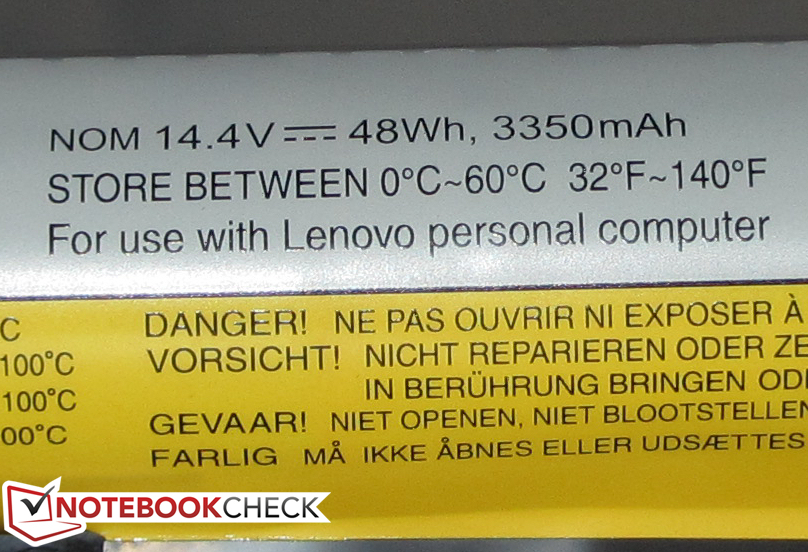 NOM 14.4V⎓48Wh, 3350mAh
STORE BETWEEN 0°C~60°C 32°F~140°F
For use with Lenovo personal computer
C DANGER! NE PAS OUVRIR NI EXPOSER À
100°C VORSICHT! NICHT REPARIEREN ODER ZE
100°C IN BERÜHRUNG BRINGEN OD
00°C GEVAAR! NIET OPENEN, NIET BLOOTSTELLEN
FARLIG MÅ IKKE ÅBNES ELLER UDSÆTTES
NOTEBOOKCHECK